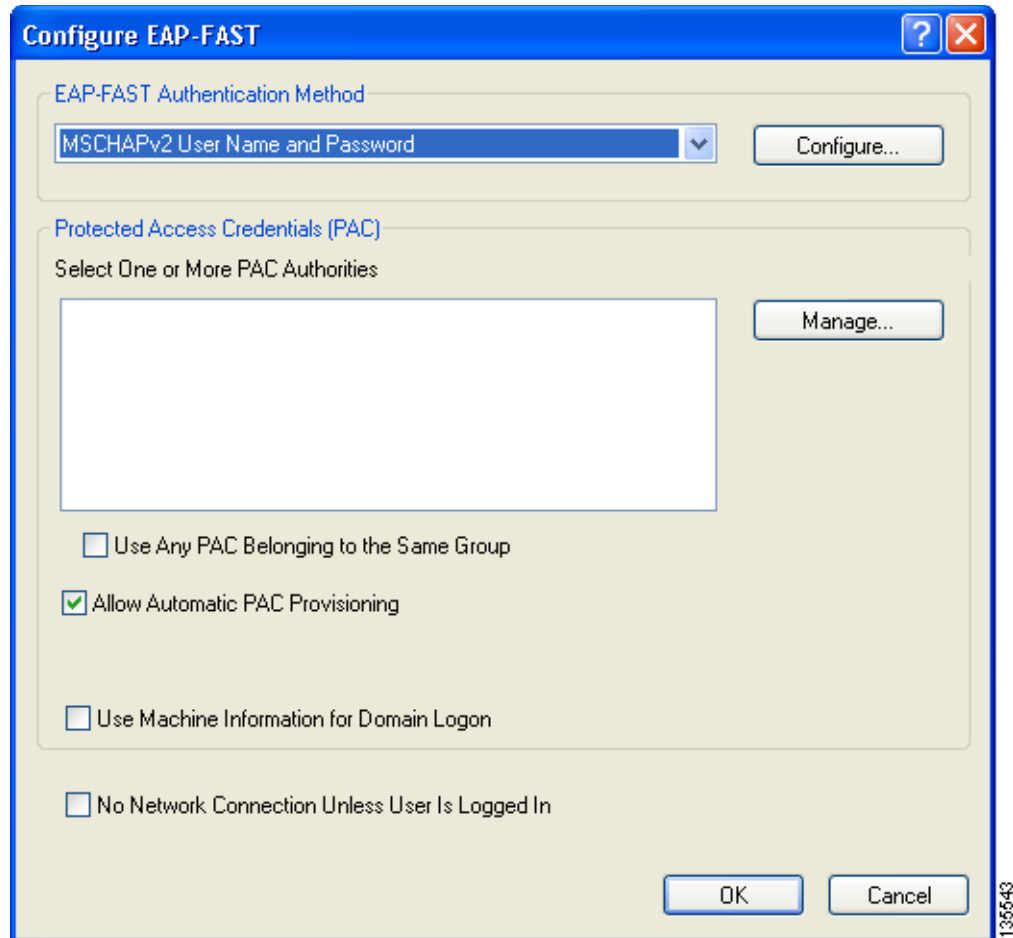 Configure EAP-FAST
EAP-FAST Authentication Method
MSCHAPv2 User Name and Password
Configure...
Protected Access Credentials (PAC)
Select One or More PAC Authorities
Manage...
Use Any PAC Belonging to the Same Group
Allow Automatic PAC Provisioning
Use Machine Information for Domain Logon
No Network Connection Unless User Is Logged In
OK
Cancel
135543